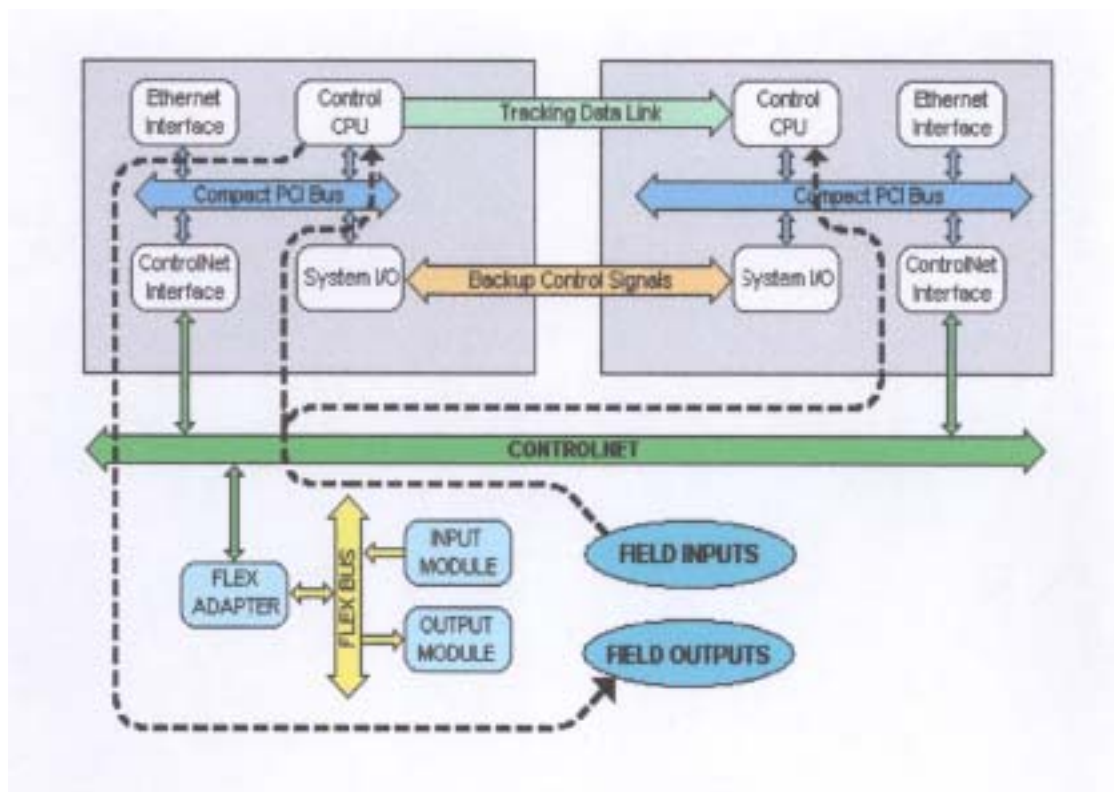 Ethernet
Interface
Control
CPU
Tracking Data Link
Control
CPU
Ethernet
Interface
Compact PCI Bus
Compact PCI Bus
ControlNet
Interface
System I/O
Backup Control Signals
System I/O
ControlNet
Interface
CONTROLNET
FLEX
ADAPTER
FLEX BUS
INPUT
MODULE
OUTPUT
MODULE
FIELD INPUTS
FIELD OUTPUTS